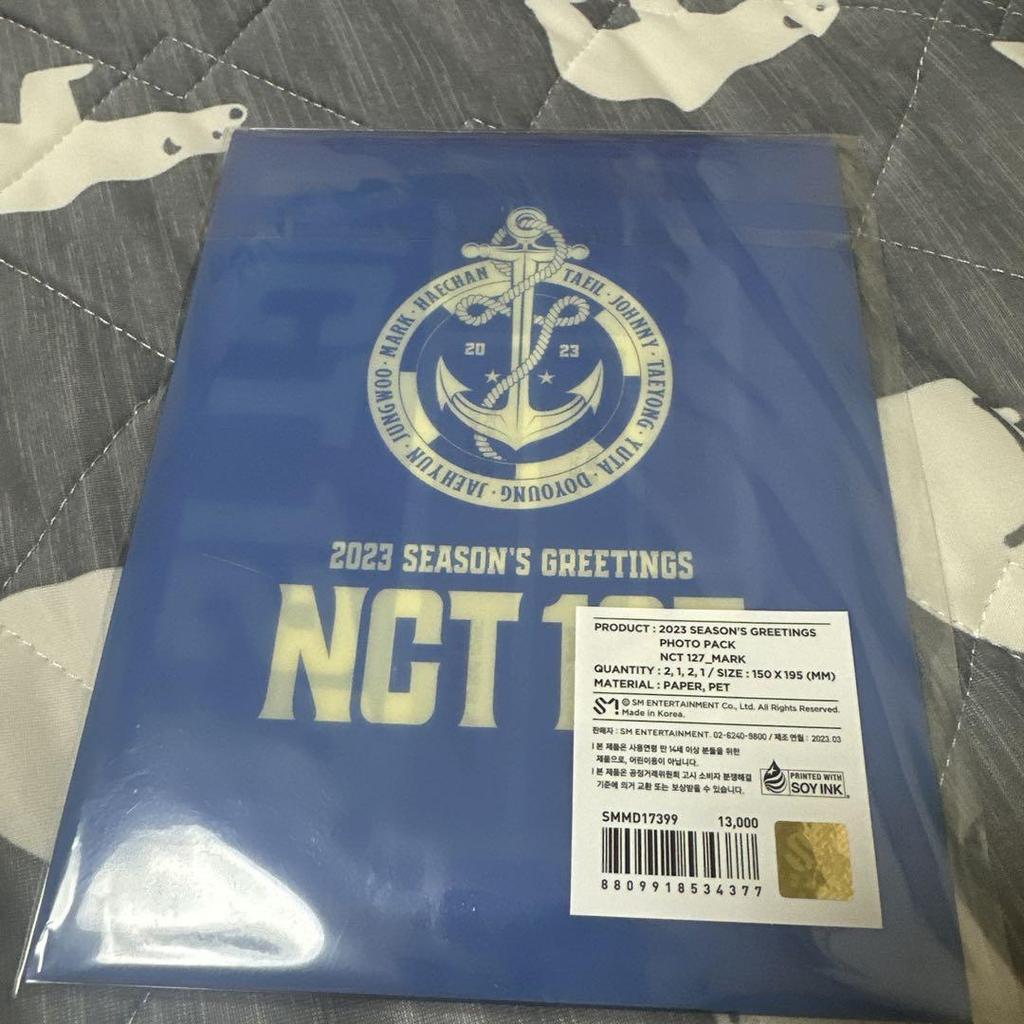 HAECHAN · TAEIL · JOHNNY · TAEYONG · YUTA · DOYOUNG · JAEHYUN · JUNGWOO · MARK ·
20 23
2023 SEASON'S GREETINGS
NCT 127
PRODUCT : 2023 SEASON'S GREETINGS
PHOTO PACK
NCT 127_MARK
QUANTITY : 2, 1, 2, 1 / SIZE : 150 X 195 (MM)
MATERIAL : PAPER, PET
SM! © SM ENTERTAINMENT Co., Ltd. All Rights Reserved.
Made in Korea.
판매자 : SM ENTERTAINMENT. 02-6240-9800 / 제조 연월 : 2023.03
| 본 제품은 사용연령 만 14세 이상 분들을 위한
제품으로, 어린이용이 아닙니다.
| 본 제품은 공정거래위원회 고시 소비자 분쟁해결
기준에 의거 교환 또는 보상받을 수 있습니다.
PRINTED WITH
SOY INK
SMMD17399 13,000
8809918534377